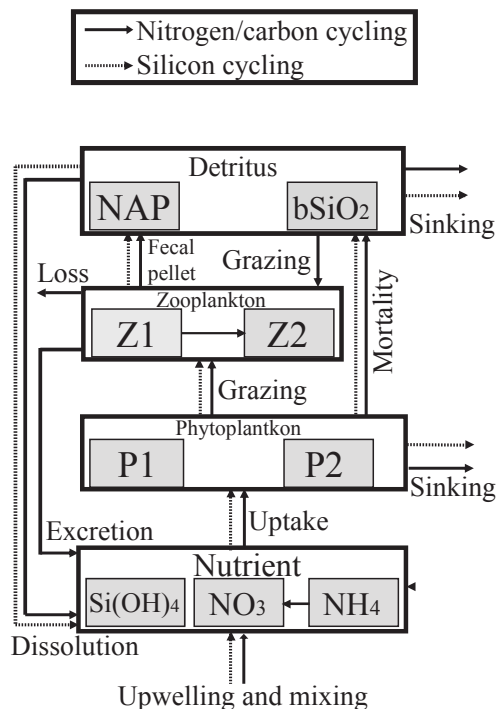 Nitrogen/carbon cycling
Silicon cycling
Detritus
NAP
bSiO2
Sinking
Fecal
pellet
Grazing
Loss
Zooplankton
Z1
Z2
Mortality
Grazing
Phytoplantkon
P1
P2
Sinking
Uptake
Excretion
Nutrient
Si(OH)4
NO3
NH4
Dissolution
Upwelling and mixing